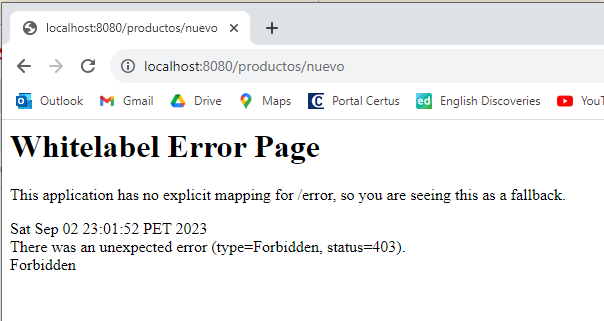 localhost:8080/productos/nuevo
localhost:8080/productos/nuevo
Outlook Gmail Drive Maps Portal Certus ed English Discoveries You
Whitelabel Error Page
This application has no explicit mapping for /error, so you are seeing this as a fallback.
Sat Sep 02 23:01:52 PET 2023
There was an unexpected error (type=Forbidden, status=403).
Forbidden